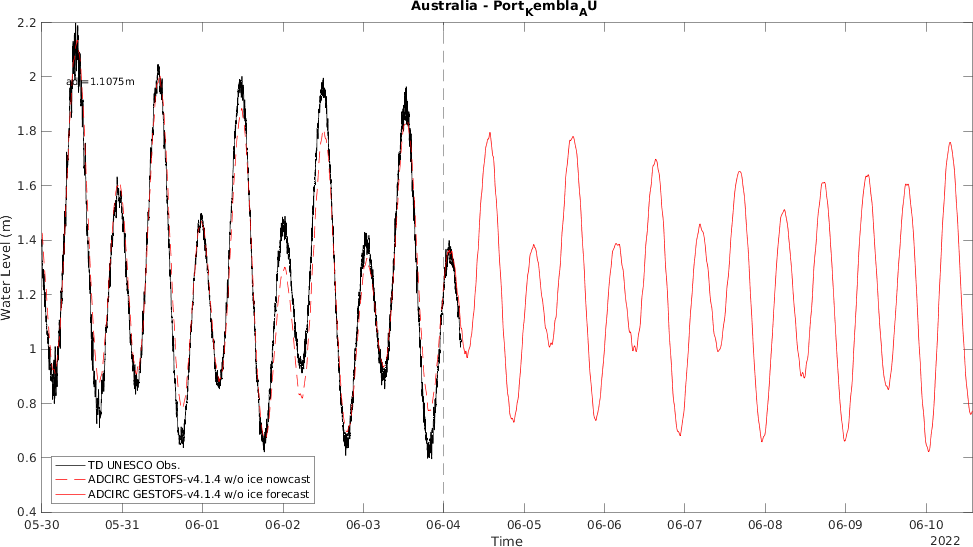 Australia - Port_Kembla_AU
2.2
2
1.8
1.6
1.4
1.2
1
0.8
0.6
0.4
Water Level (m)
=1.1075m
TD UNESCO Obs.
ADCIRC GESTOFS-v4.1.4 w/o ice nowcast
ADCIRC GESTOFS-v4.1.4 w/o ice forecast
05-30 05-31 06-01 06-02 06-03 06-04 06-05 06-06 06-07 06-08 06-09 06-10
Time
2022